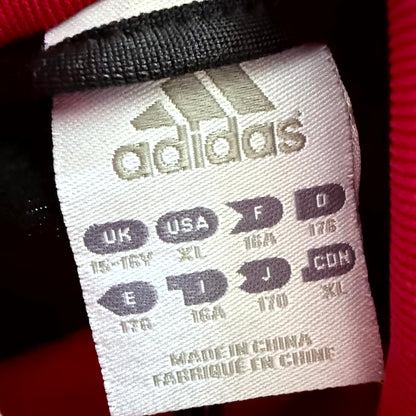 adidas
UK USA F D
15-16Y XL 16A 176
E I J CDN
176 16A 170 XL
MADE IN CHINA
FABRIQUÉ EN CHINE